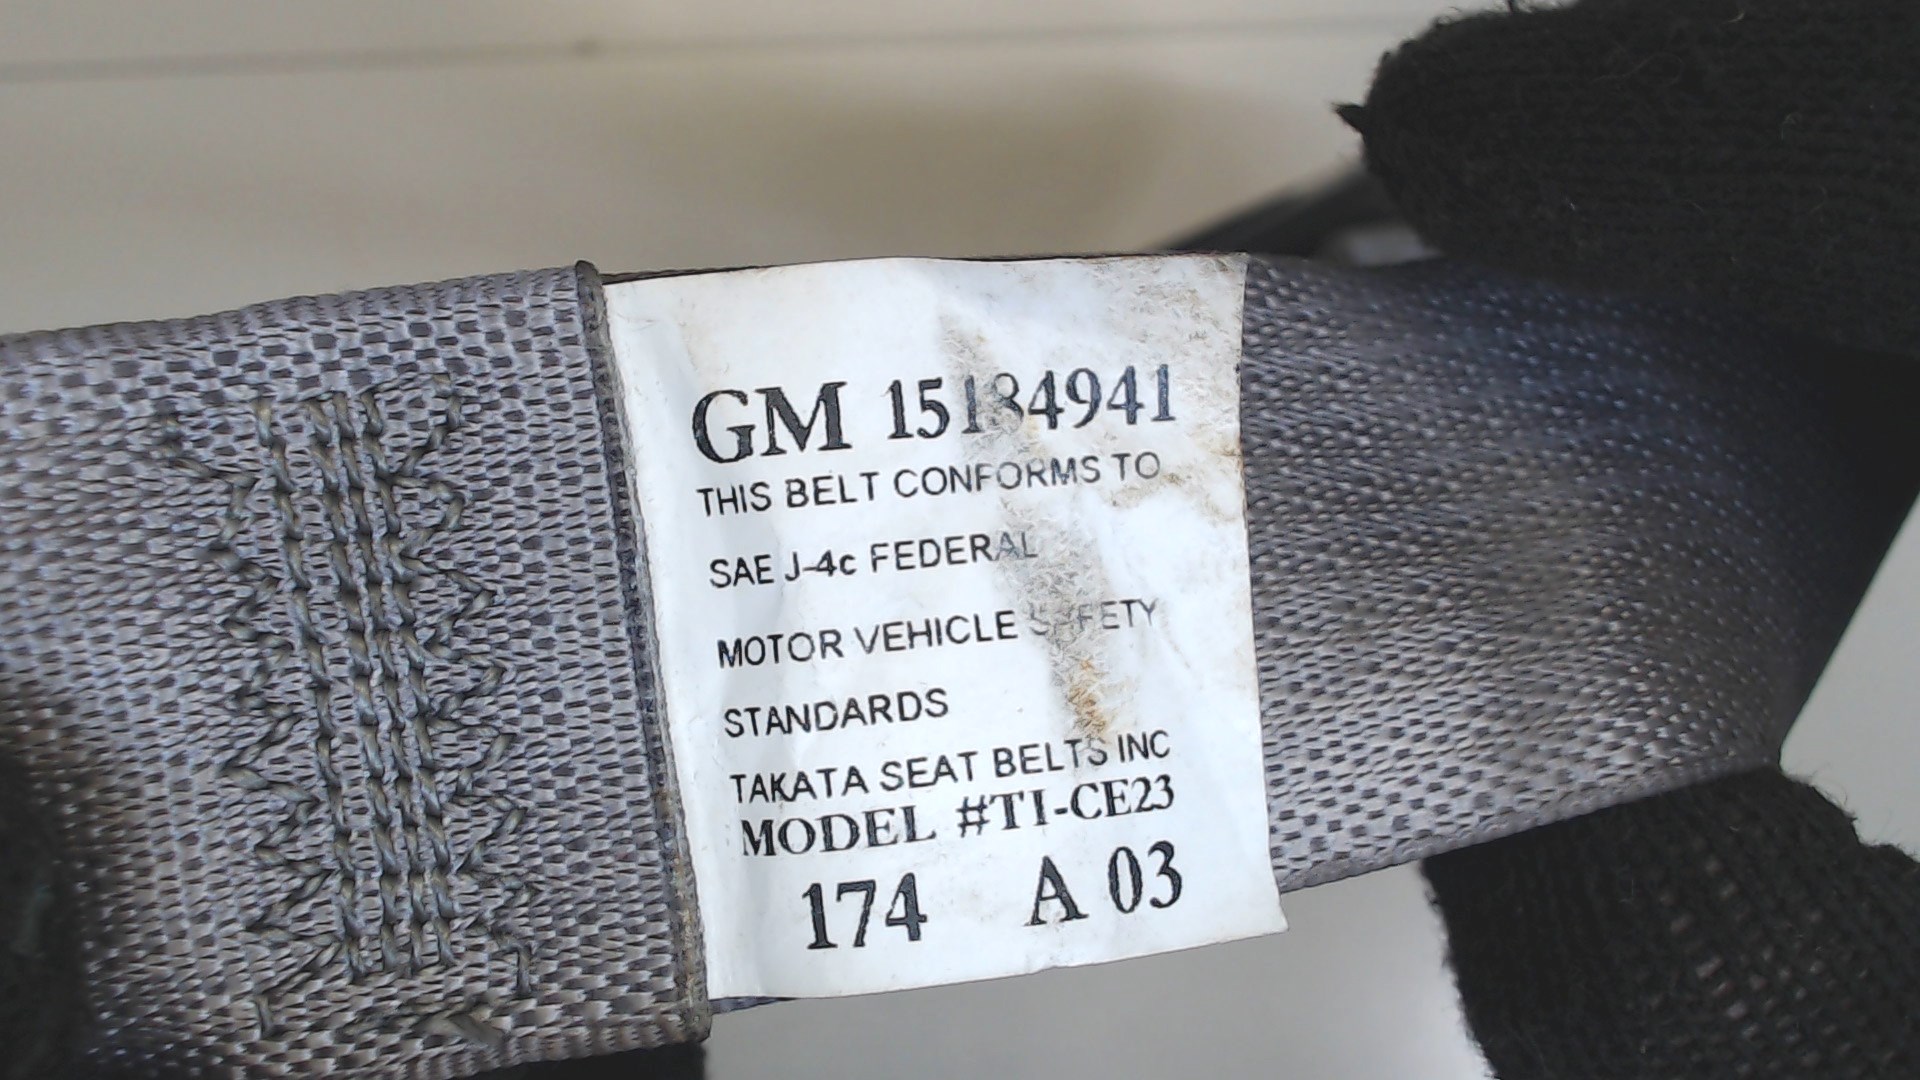 GM 15184941
THIS BELT CONFORMS TO
SAE J-4c FEDERAL
MOTOR VEHICLE SAFETY
STANDARDS
TAKATA SEAT BELTS INC
MODEL #TI-CE23
174 A 03